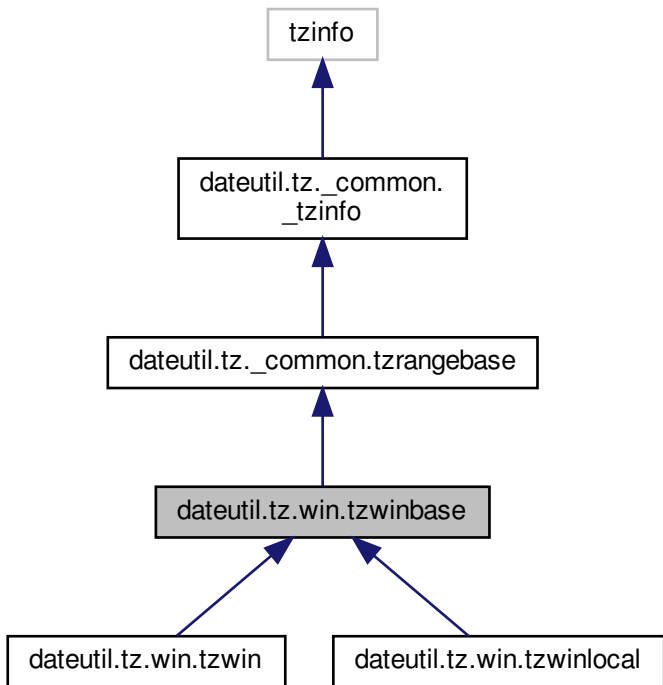 tzinfo
dateutil.tz._common.
_tzinfo
dateutil.tz._common.tzrangebase
dateutil.tz.win.tzwinbase
dateutil.tz.win.tzwin
dateutil.tz.win.tzwinlocal